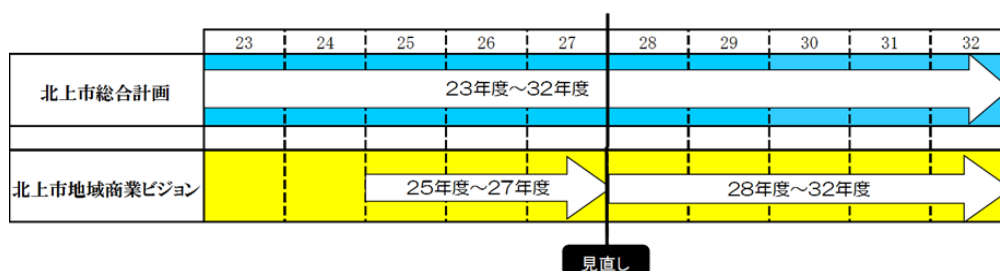 23 24 25 26 27 28 29 30 31 32
北上市総合計画
23年度～32年度
北上市地域商業ビジョン
25年度～27年度
28年度～32年度
見直し